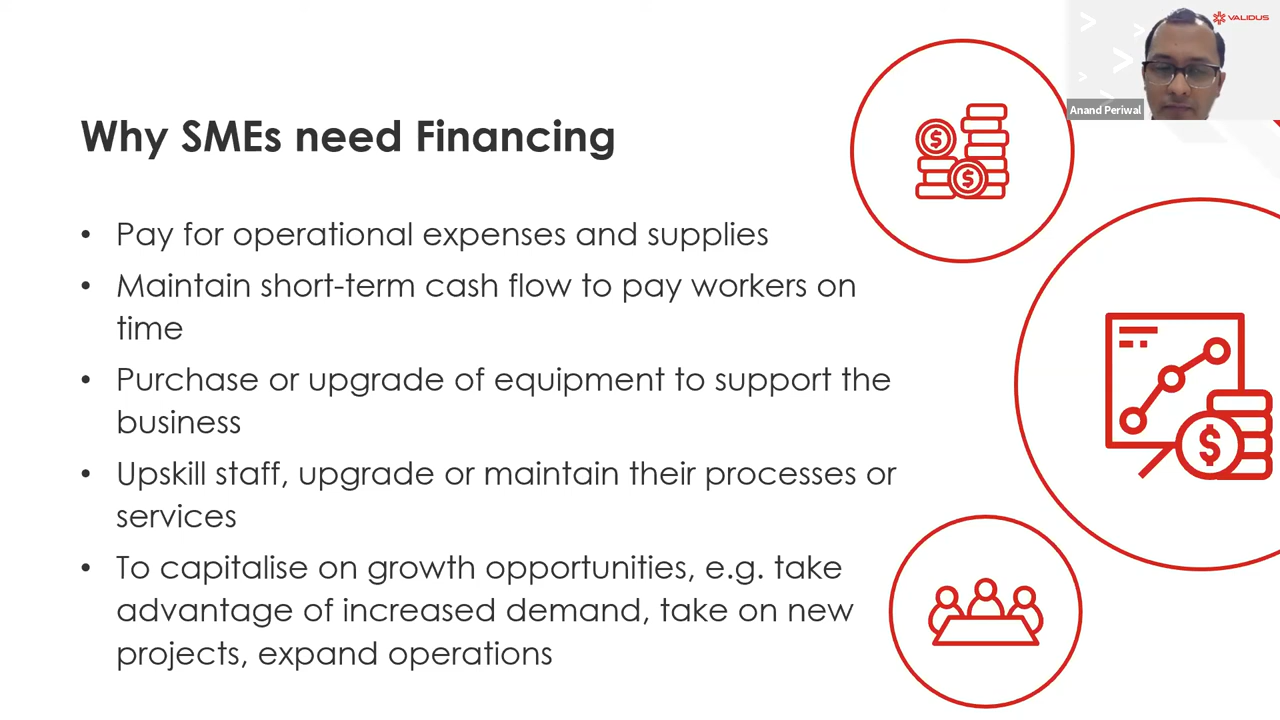 VALIDUS
Anand Periwal
Why SMEs need Financing
• Pay for operational expenses and supplies
• Maintain short-term cash flow to pay workers on
time
• Purchase or upgrade of equipment to support the
business
• Upskill staff, upgrade or maintain their processes or
services
• To capitalise on growth opportunities, e.g. take
advantage of increased demand, take on new
projects, expand operations